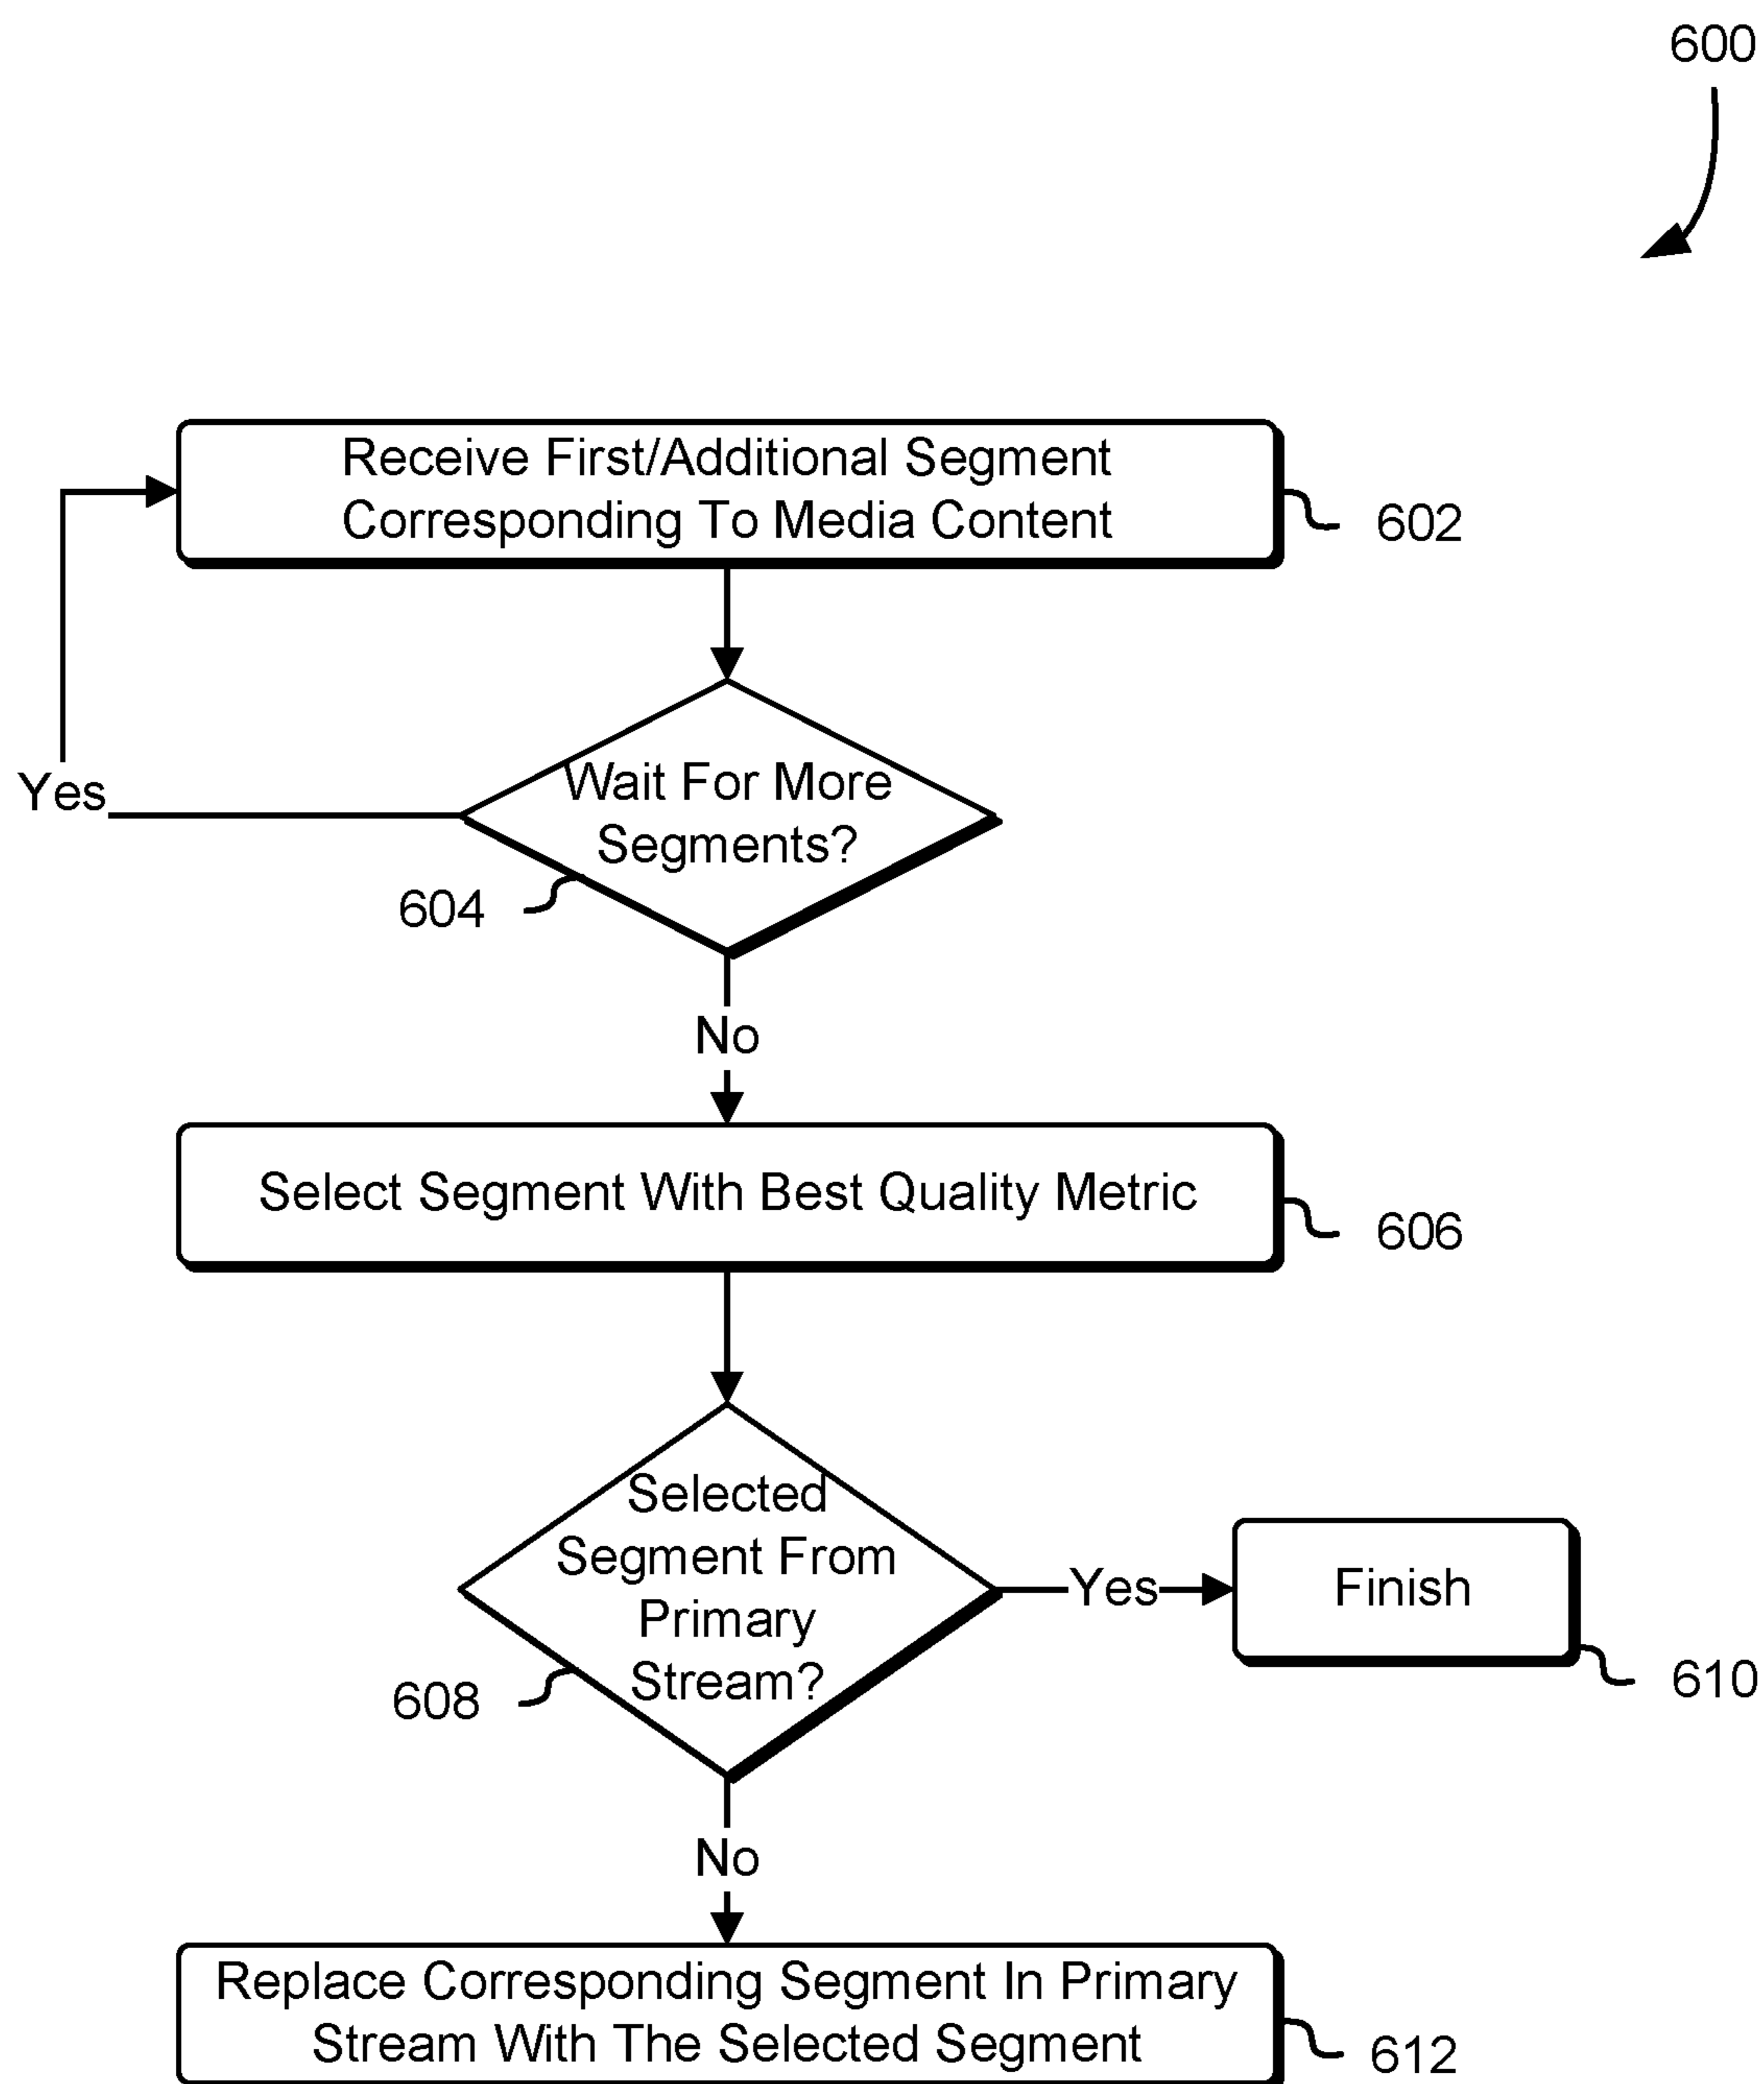 600
Receive First/Additional Segment
Corresponding To Media Content
602
Wait For More
Segments?
Yes
604
No
Select Segment With Best Quality Metric
606
Selected
Segment From
Primary
Stream?
Yes
Finish
608
610
No
Replace Corresponding Segment In Primary
Stream With The Selected Segment
612